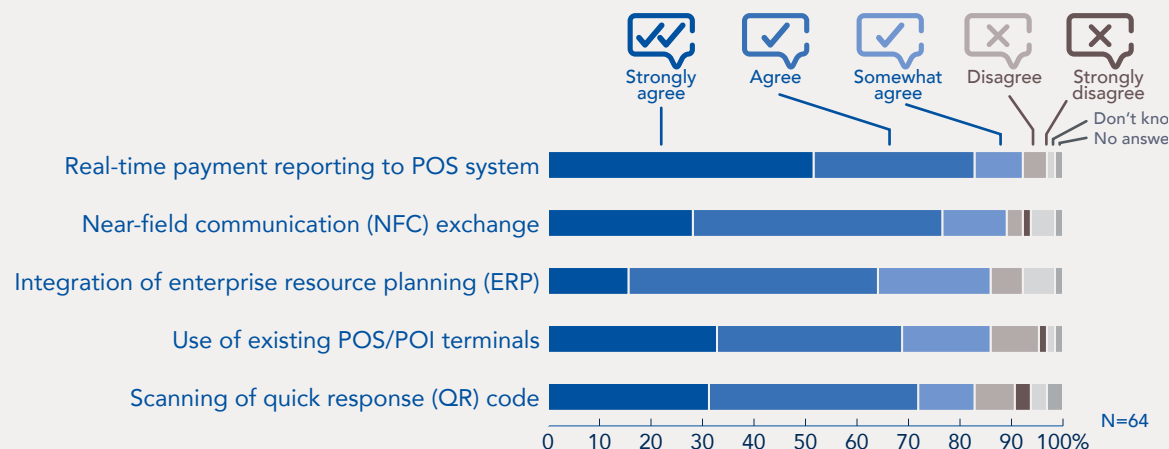 Strongly
agree
Agree
Somewhat
agree
Disagree
Strongly
disagree
Don't kno
No answe
Real-time payment reporting to POS system
Near-field communication (NFC) exchange
Integration of enterprise resource planning (ERP)
Use of existing POS/POI terminals
Scanning of quick response (QR) code
N=64
0 10 20 30 40 50 60 70 80 90 100%